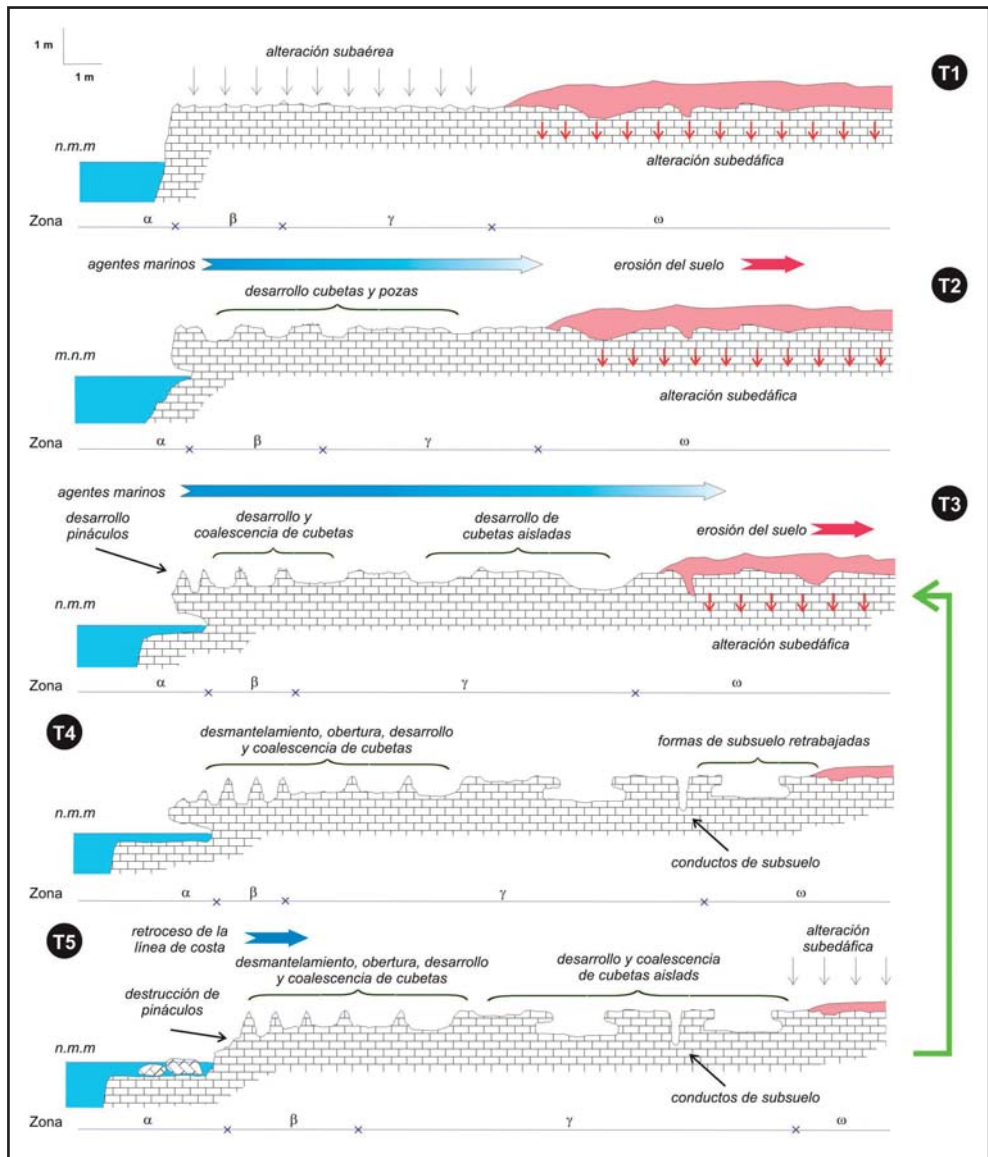 1 m
1 m
alteración subaérea
T1
n.m.m
alteración subedáfica
Zona α β γ ω
agentes marinos
erosión del suelo
T2
desarrollo cubetas y pozas
m.n.m
alteración subedáfica
Zona α β γ ω
agentes marinos
T3
desarrollo
pináculos
desarrollo y
coalescencia de cubetas
desarrollo de
cubetas aisladas
erosión del suelo
n.m.m
alteración subedáfica
Zona α β γ ω
T4
desmantelamiento, obertura, desarrollo
y coalescencia de cubetas
formas de subsuelo retrabajadas
n.m.m
conductos de subsuelo
Zona α β γ ω
T5
retroceso de la
línea de costa
alteración
subedáfica
desmantelamiento, obertura, desarrollo
y coalescencia de cubetas
desarrollo y coalescencia
de cubetas aislads
destrucción de
pináculos
n.m.m
conductos de subsuelo
Zona α β γ ω